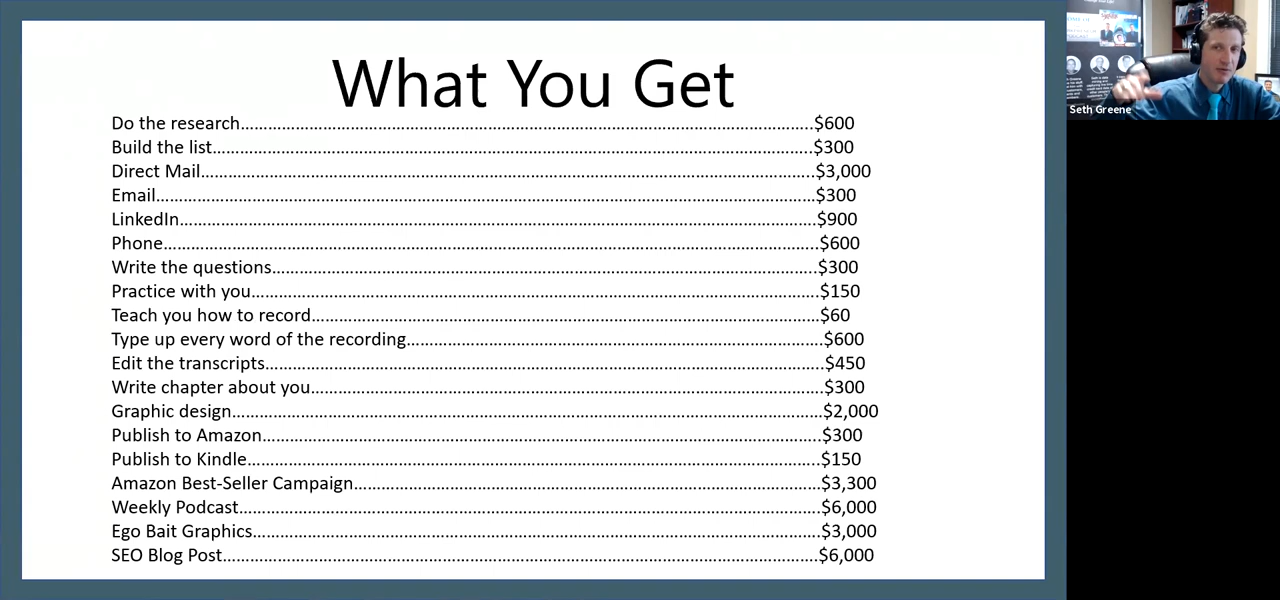 What You Get
Do the research....................$600
Build the list....................$300
Direct Mail....................$3,000
Email....................$300
LinkedIn....................$900
Phone....................$600
Write the questions....................$300
Practice with you....................$150
Teach you how to record....................$60
Type up every word of the recording....................$600
Edit the transcripts....................$450
Write chapter about you....................$300
Graphic design....................$2,000
Publish to Amazon....................$300
Publish to Kindle....................$150
Amazon Best-Seller Campaign....................$3,300
Weekly Podcast....................$6,000
Ego Bait Graphics....................$3,000
SEO Blog Post....................$6,000
Seth Greene